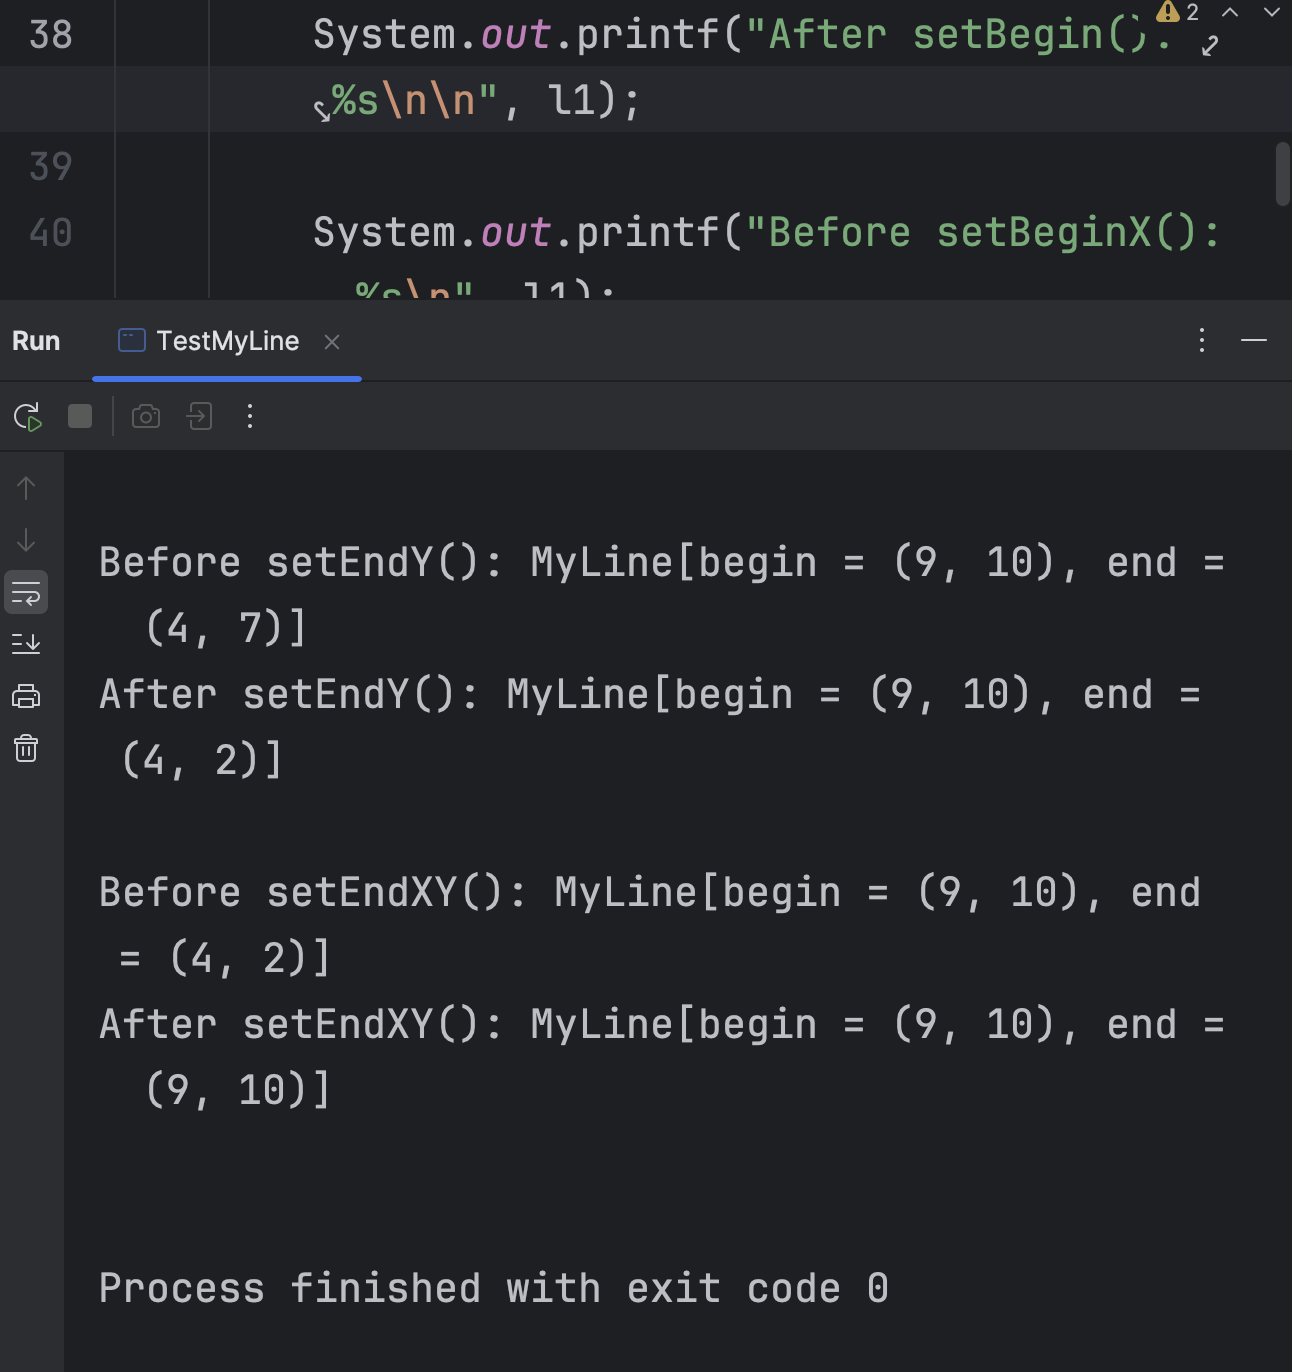 38 System.out.printf("After setBegin():
%s\n\n", l1);
2
39
40 System.out.printf("Before setBeginX():
%s\n", l1);
Run TestMyLine
Before setEndY(): MyLine[begin = (9, 10), end =
(4, 7)]
After setEndY(): MyLine[begin = (9, 10), end =
(4, 2)]
Before setEndXY(): MyLine[begin = (9, 10), end
= (4, 2)]
After setEndXY(): MyLine[begin = (9, 10), end =
(9, 10)]
Process finished with exit code 0